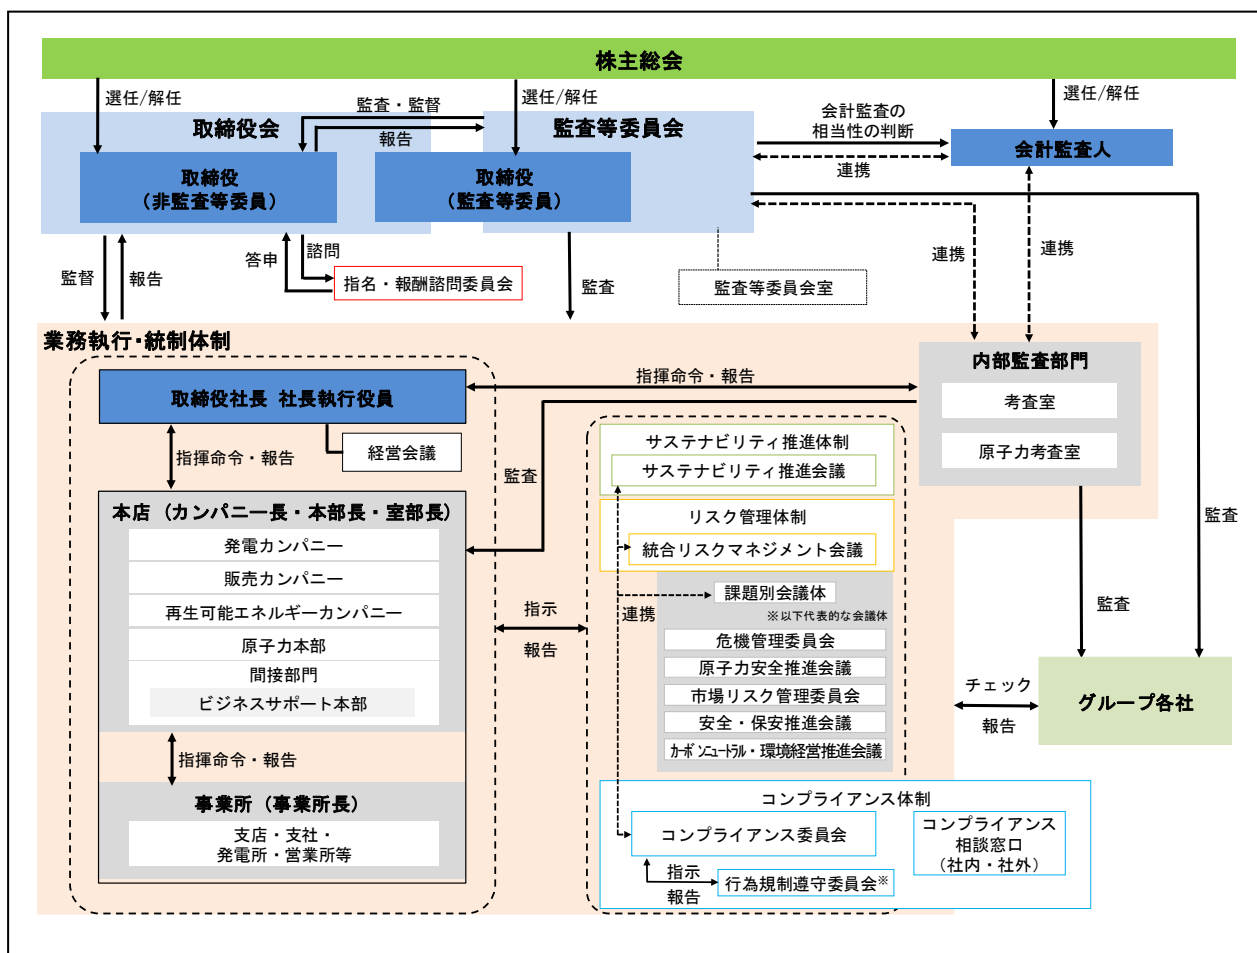 株主総会
選任/解任
監査・監督
選任/解任
選任/解任
取締役会
報告
監査等委員会
会計監査の
相当性の判断
連携
会計監査人
取締役
（非監査等委員）
取締役
（監査等委員）
監督
報告
答申
諮問
指名・報酬諮問委員会
監査
監査等委員会室
連携
連携
業務執行・統制体制
取締役社長 社長執行役員
指揮命令・報告
内部監査部門
考査室
原子力考査室
経営会議
指揮命令・報告
監査
サステナビリティ推進体制
サステナビリティ推進会議
本店（カンパニー長・本部長・室部長）
発電カンパニー
販売カンパニー
再生可能エネルギーカンパニー
原子力本部
間接部門
ビジネスサポート本部
リスク管理体制
統合リスクマネジメント会議
課題別会議体
※以下代表的な会議体
連携
危機管理委員会
原子力安全推進会議
市場リスク管理委員会
安全・保安推進会議
カーボンニュートラル・環境経営推進会議
指示
報告
監査
監査
グループ各社
チェック
報告
指揮命令・報告
事業所（事業所長）
支店・支社・
発電所・営業所等
コンプライアンス体制
コンプライアンス委員会
コンプライアンス
相談窓口
（社内・社外）
指示
報告
行為規制遵守委員会※